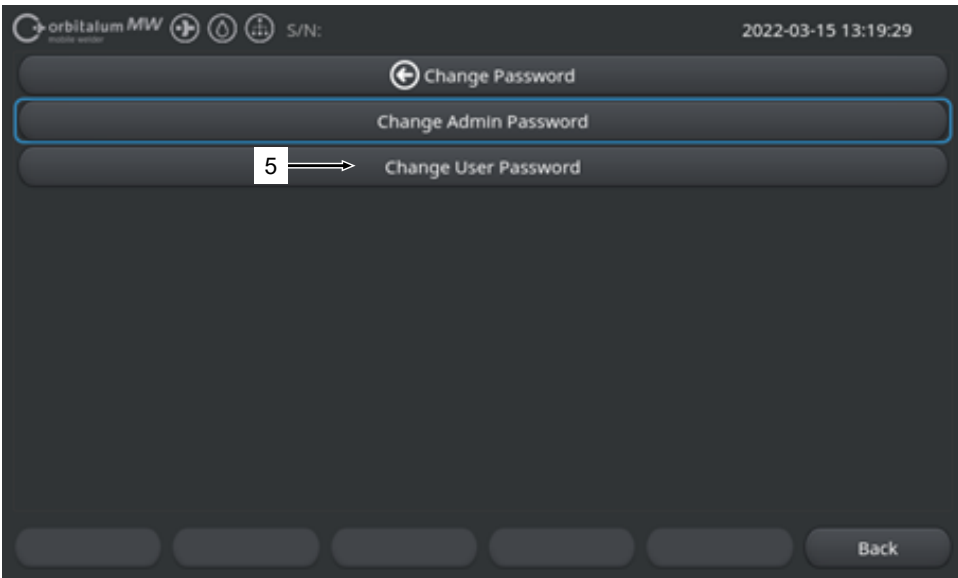 orbitalum MW S/N: 2022-03-15 13:19:29
mobile welder
Change Password
Change Admin Password
5 Change User Password
Back